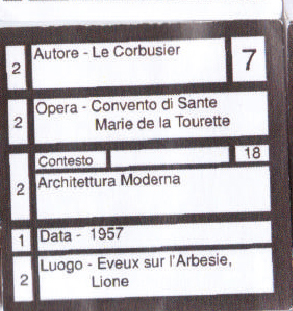 2 Autore - Le Corbusier 7
2 Opera - Convento di Sante
Marie de la Tourette
Contesto 18
2 Architettura Moderna
1 Data - 1957
2 Luogo - Eveux sur l'Arbesie,
Lione